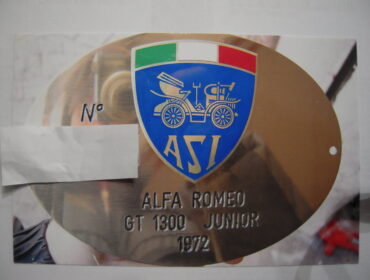 N°
ASI
ALFA ROMEO
GT 1300 JUNIOR
1972